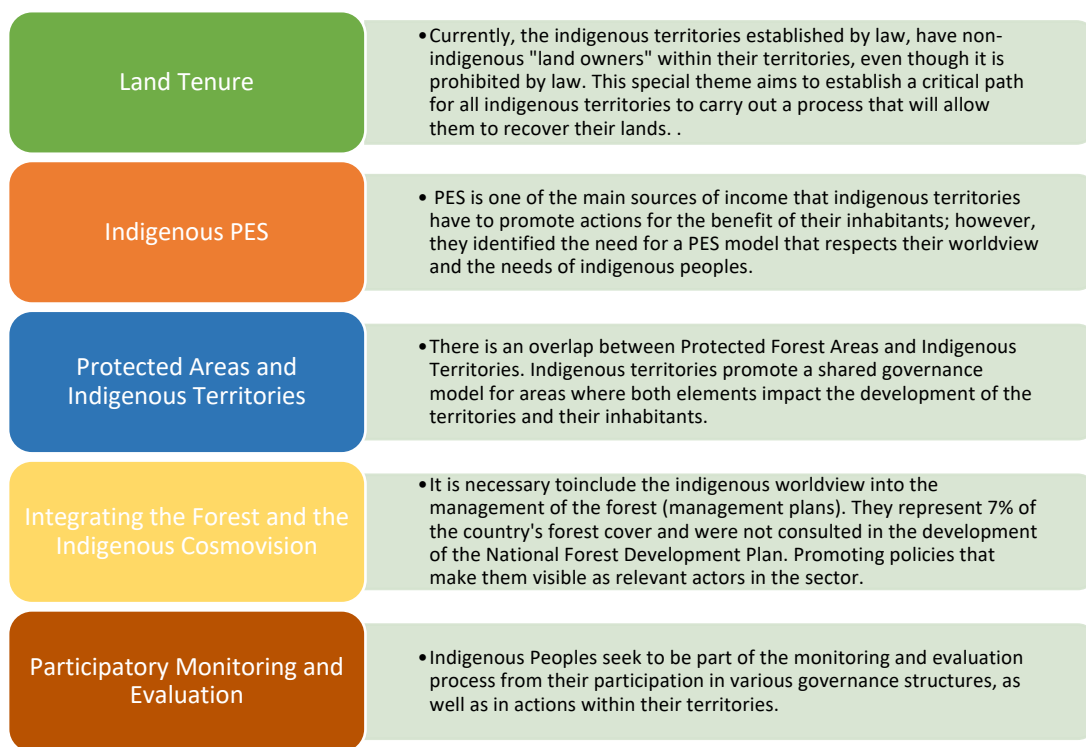 Land Tenure
•Currently, the indigenous territories established by law, have non-
indigenous "land owners" within their territories, even though it is
prohibited by law. This special theme aims to establish a critical path
for all indigenous territories to carry out a process that will allow
them to recover their lands. .
Indigenous PES
• PES is one of the main sources of income that indigenous territories
have to promote actions for the benefit of their inhabitants; however,
they identified the need for a PES model that respects their worldview
and the needs of indigenous peoples.
Protected Areas and
Indigenous Territories
•There is an overlap between Protected Forest Areas and Indigenous
Territories. Indigenous territories promote a shared governance
model for areas where both elements impact the development of the
territories and their inhabitants.
Integrating the Forest and the
Indigenous Cosmovision
•It is necessary toinclude the indigenous worldview into the
management of the forest (management plans). They represent 7% of
the country's forest cover and were not consulted in the development
of the National Forest Development Plan. Promoting policies that
make them visible as relevant actors in the sector.
Participatory Monitoring and
Evaluation
•Indigenous Peoples seek to be part of the monitoring and evaluation
process from their participation in various governance structures, as
well as in actions within their territories.